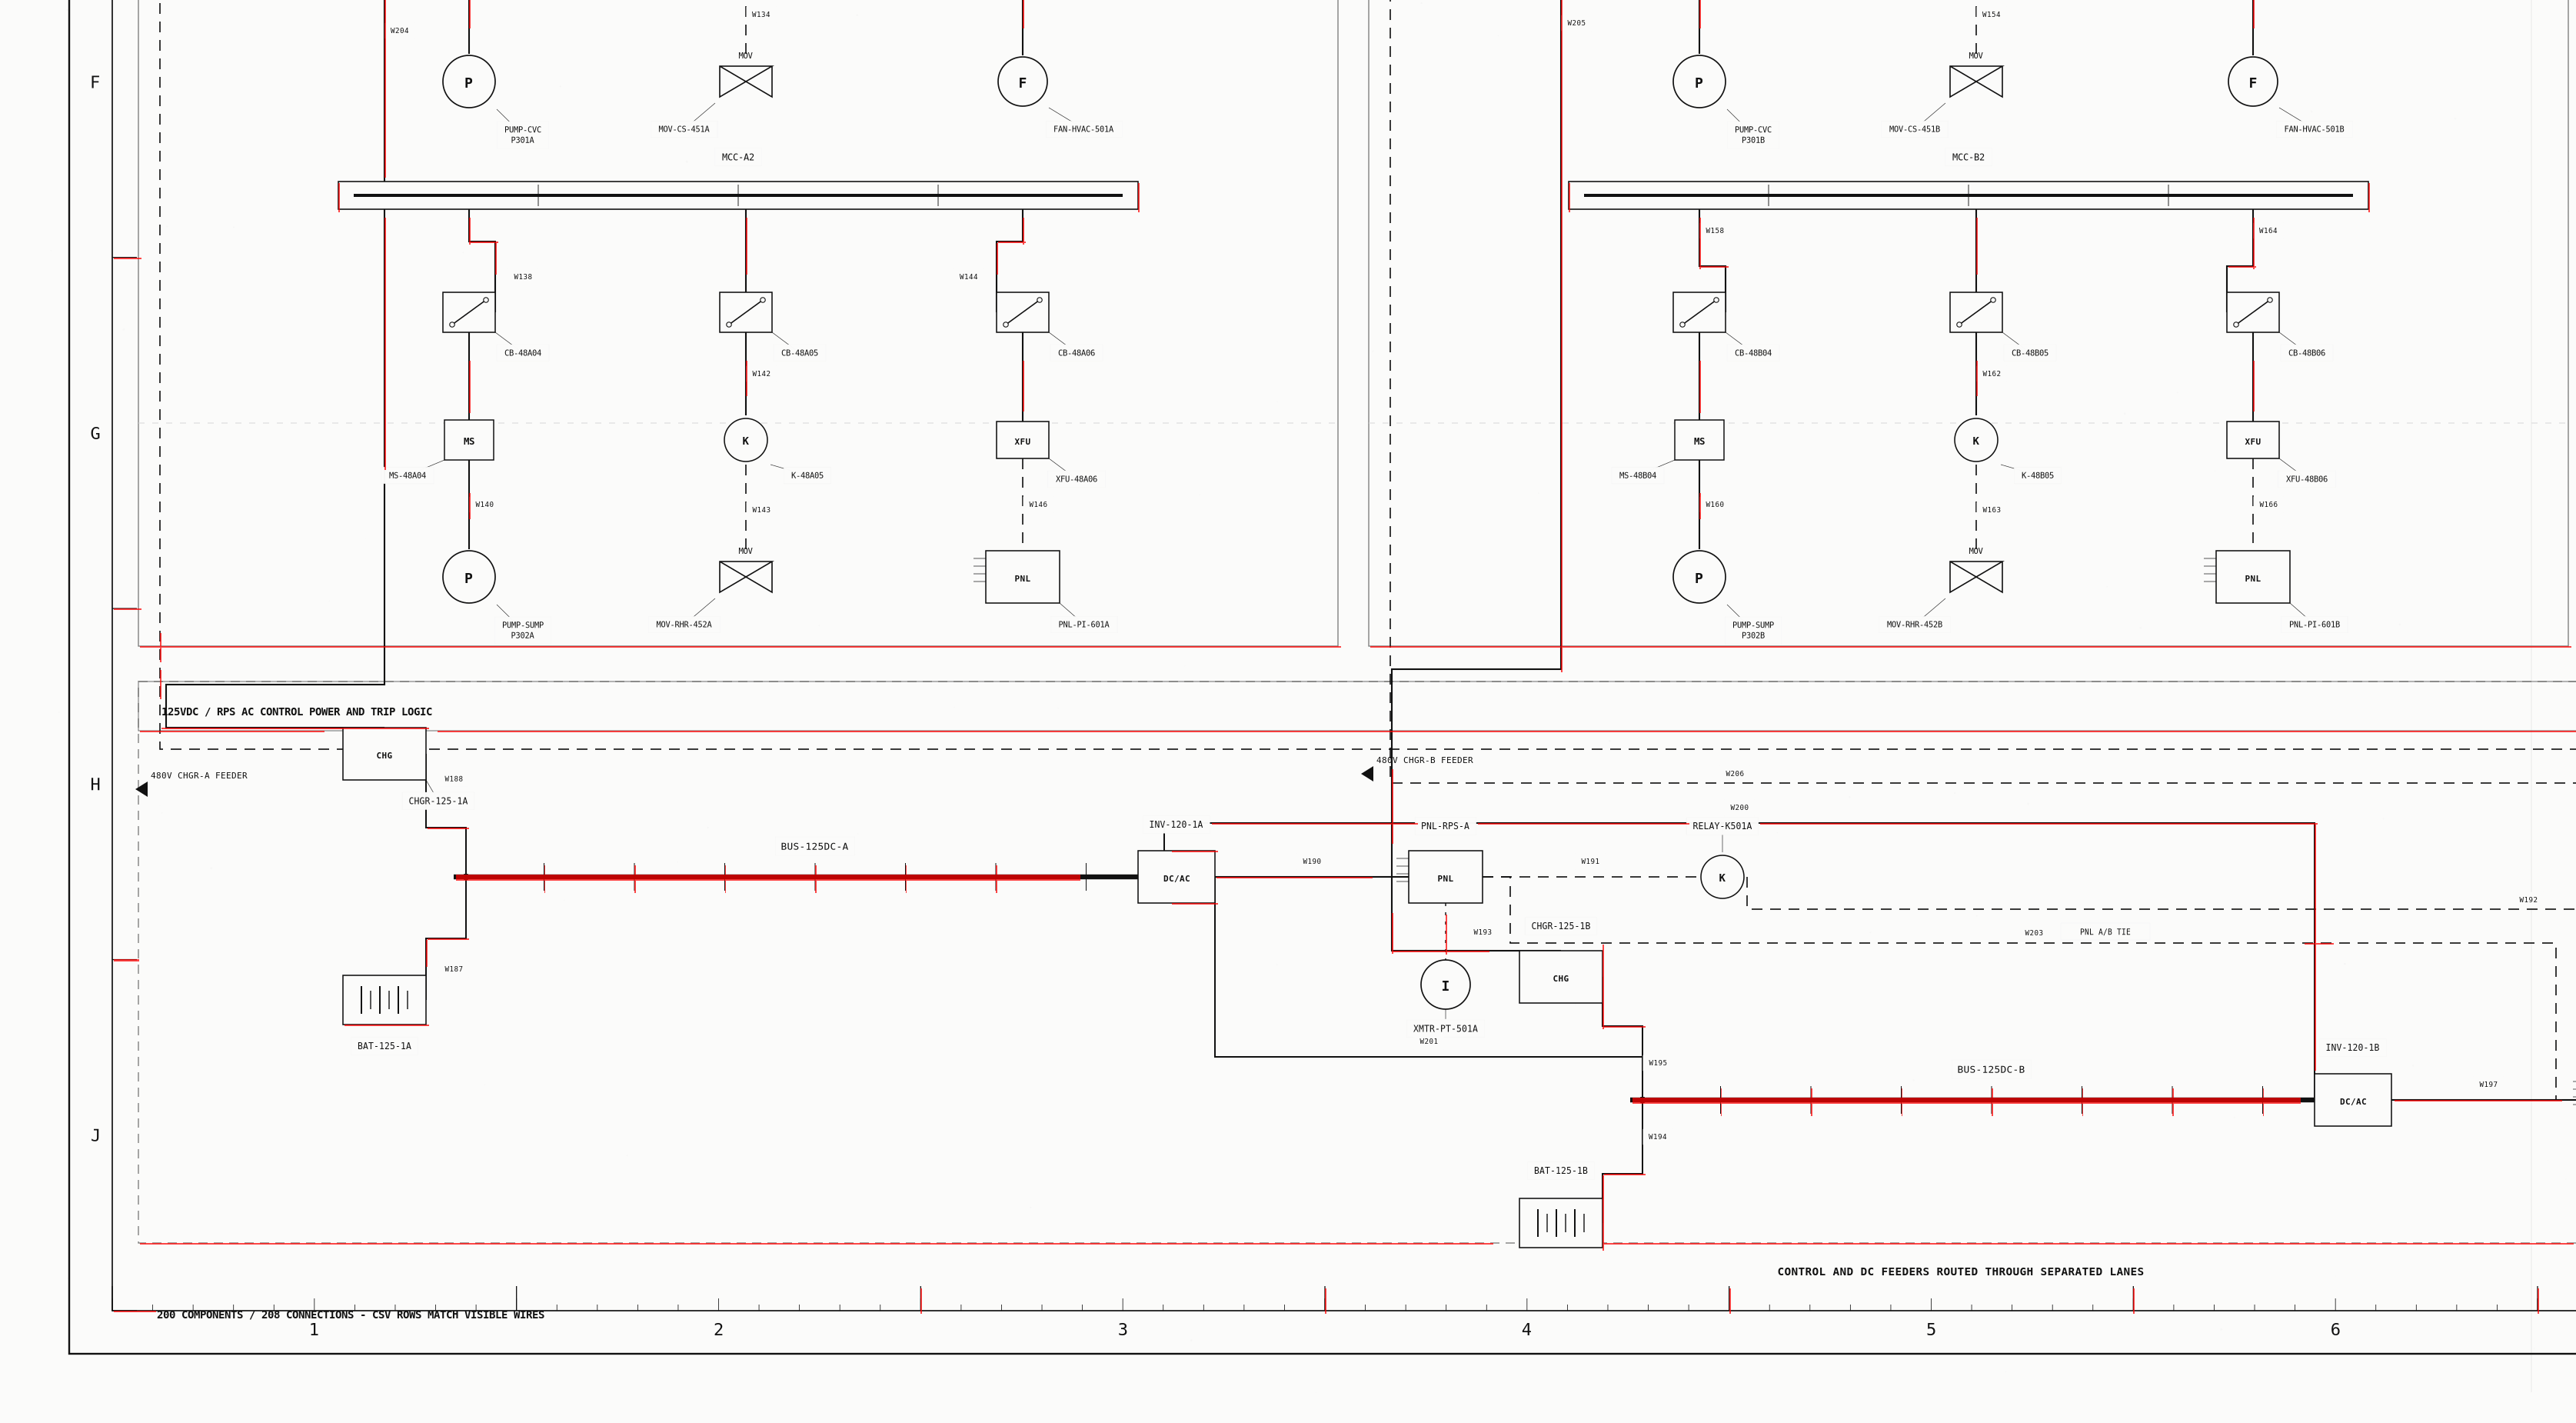 W204
W134
W205
W154
F
P
MOV
F
P
MOV
F
PUMP-CVC
P301A
MOV-CS-451A
FAN-HVAC-501A
PUMP-CVC
P301B
MOV-CS-451B
FAN-HVAC-501B
MCC-A2
MCC-B2
W158
W164
W138
W144
CB-48A04
CB-48A05
CB-48A06
CB-48B04
CB-48B05
CB-48B06
W142
W162
G
MS
K
XFU
MS
K
XFU
MS-48A04
K-48A05
XFU-48A06
MS-48B04
K-48B05
XFU-48B06
W140
W143
W146
W160
W163
W166
MOV
MOV
P
PNL
P
PNL
PUMP-SUMP
P302A
MOV-RHR-452A
PNL-PI-601A
PUMP-SUMP
P302B
MOV-RHR-452B
PNL-PI-601B
125VDC / RPS AC CONTROL POWER AND TRIP LOGIC
CHG
480V CHGR-B FEEDER
480V CHGR-A FEEDER
W188
W206
H
CHGR-125-1A
W200
INV-120-1A
PNL-RPS-A
RELAY-K501A
BUS-125DC-A
W190
W191
DC/AC
PNL
K
W192
CHGR-125-1B
W193
W203
PNL A/B TIE
W187
CHG
I
XMTR-PT-501A
W201
BAT-125-1A
INV-120-1B
W195
BUS-125DC-B
W197
DC/AC
J
W194
BAT-125-1B
CONTROL AND DC FEEDERS ROUTED THROUGH SEPARATED LANES
200 COMPONENTS / 208 CONNECTIONS - CSV ROWS MATCH VISIBLE WIRES
1
2
3
4
5
6